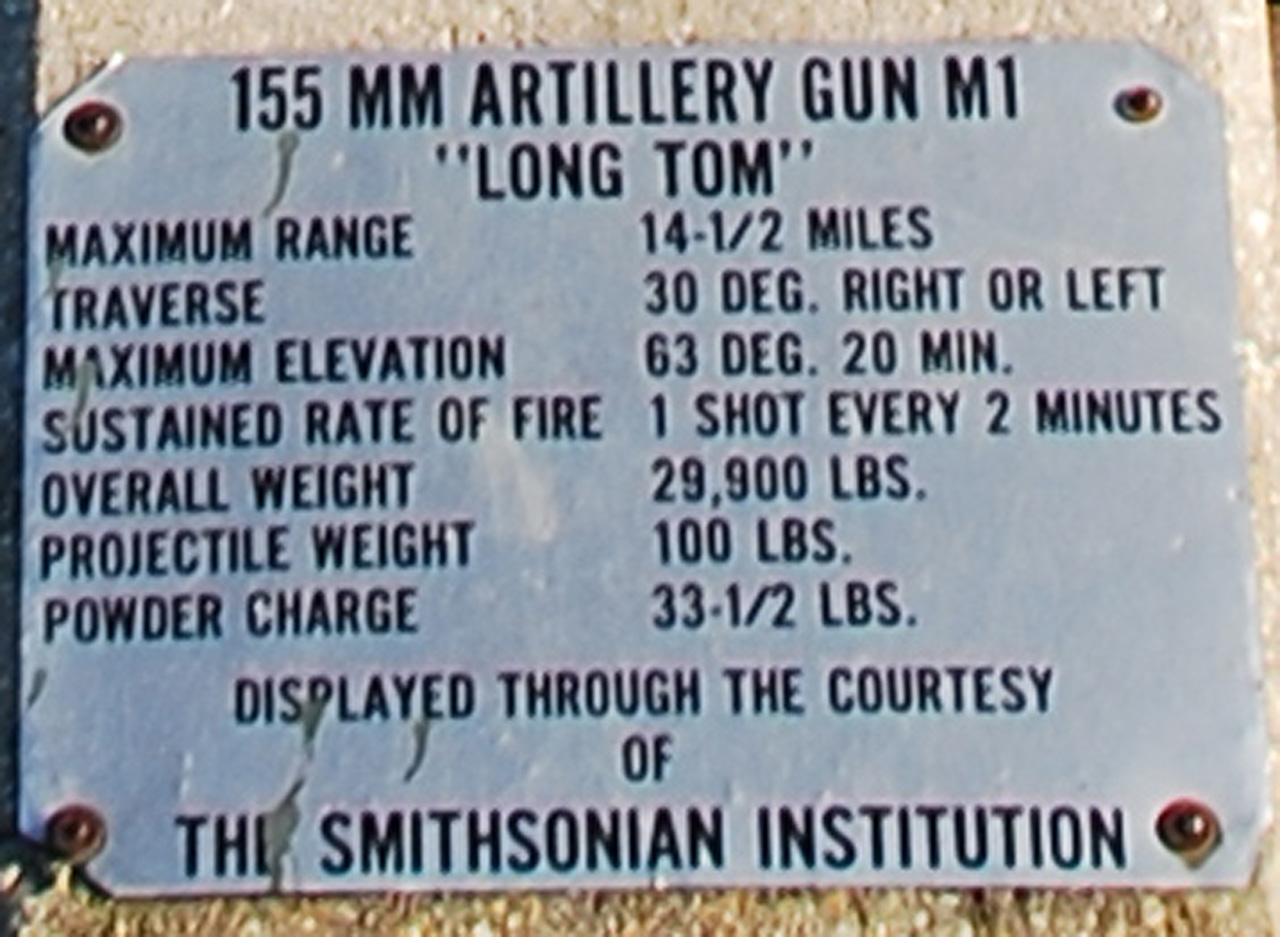 155 MM ARTILLERY GUN M1
"LONG TOM"
MAXIMUM RANGE 14-1/2 MILES
TRAVERSE 30 DEG. RIGHT OR LEFT
MAXIMUM ELEVATION 63 DEG. 20 MIN.
SUSTAINED RATE OF FIRE 1 SHOT EVERY 2 MINUTES
OVERALL WEIGHT 29,900 LBS.
PROJECTILE WEIGHT 100 LBS.
POWDER CHARGE 33-1/2 LBS.
DISPLAYED THROUGH THE COURTESY
OF
THE SMITHSONIAN INSTITUTION